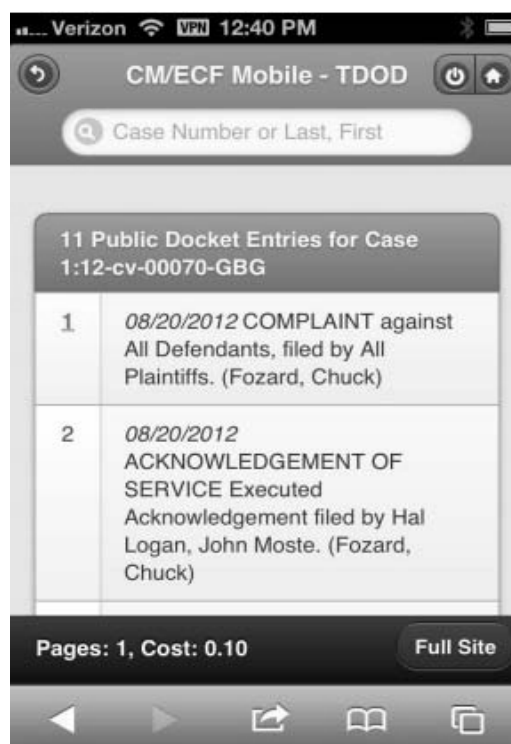 Verizon VPN 12:40 PM
CM/ECF Mobile - TDOD
Case Number or Last, First
11 Public Docket Entries for Case
1:12-cv-00070-GBG
1
08/20/2012 COMPLAINT against
All Defendants, filed by All
Plaintiffs. (Fozard, Chuck)
2
08/20/2012
ACKNOWLEDGEMENT OF
SERVICE Executed
Acknowledgement filed by Hal
Logan, John Moste. (Fozard,
Chuck)
Pages: 1, Cost: 0.10
Full Site